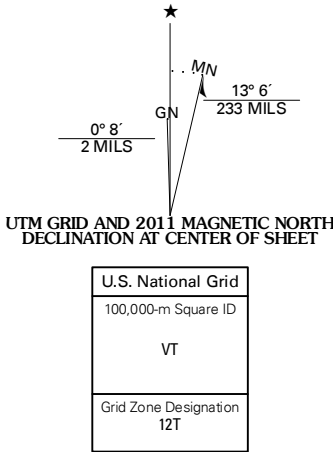 ★
MN
GN
13° 6´
233 MILS
0° 8´
2 MILS
UTM GRID AND 2011 MAGNETIC NORTH
DECLINATION AT CENTER OF SHEET
U.S. National Grid
100,000-m Square ID
VT
Grid Zone Designation
12T